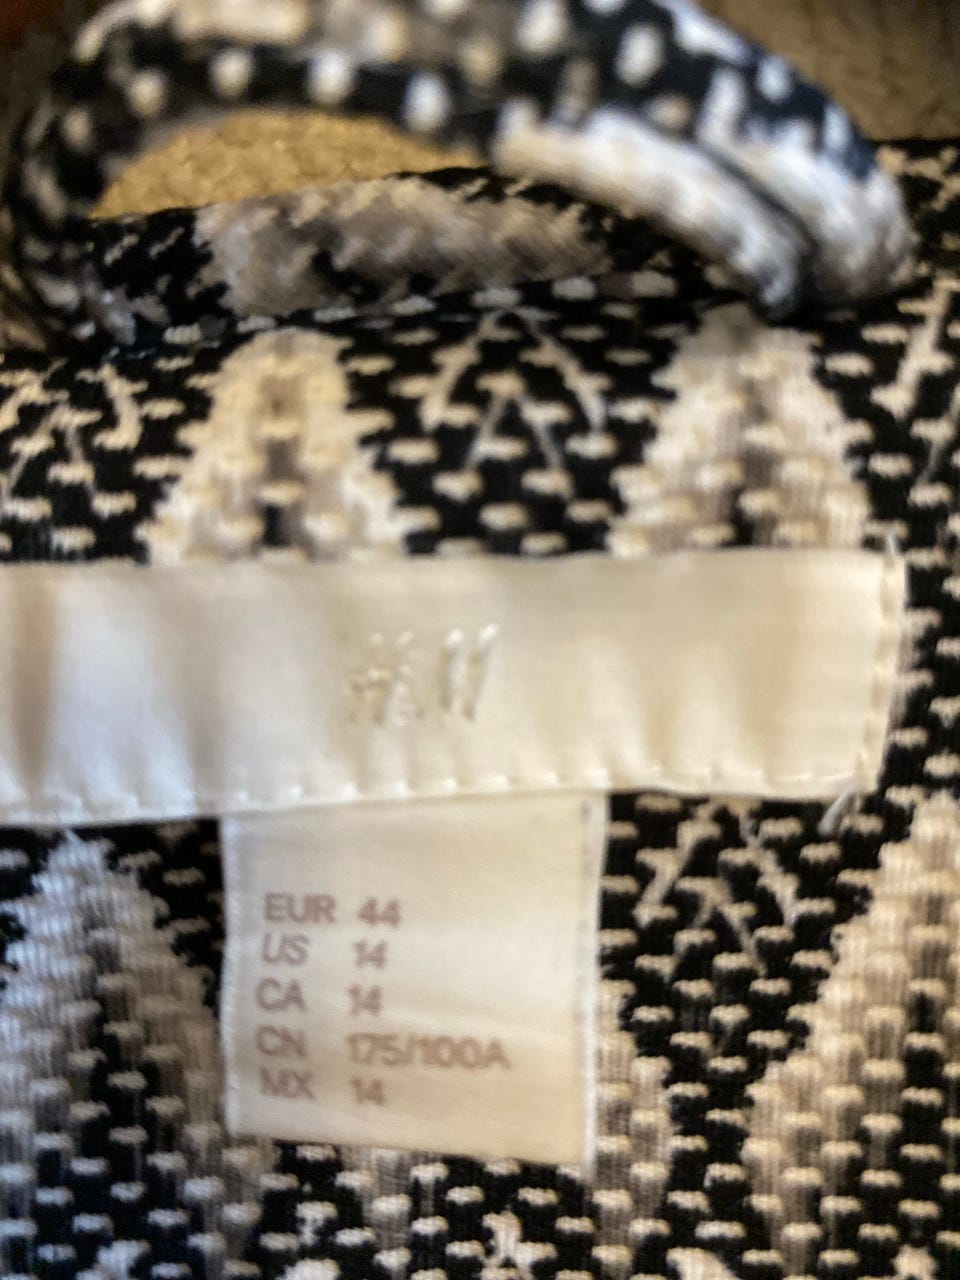 H&M
EUR 44
US 14
CA 14
CN 175/100A
MX 14